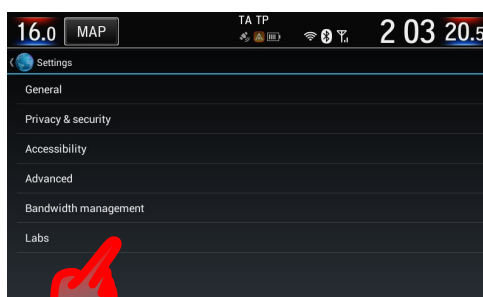 TA TP
16.0 MAP 2 03 20.5
Settings
General
Privacy & security
Accessibility
Advanced
Bandwidth management
Labs